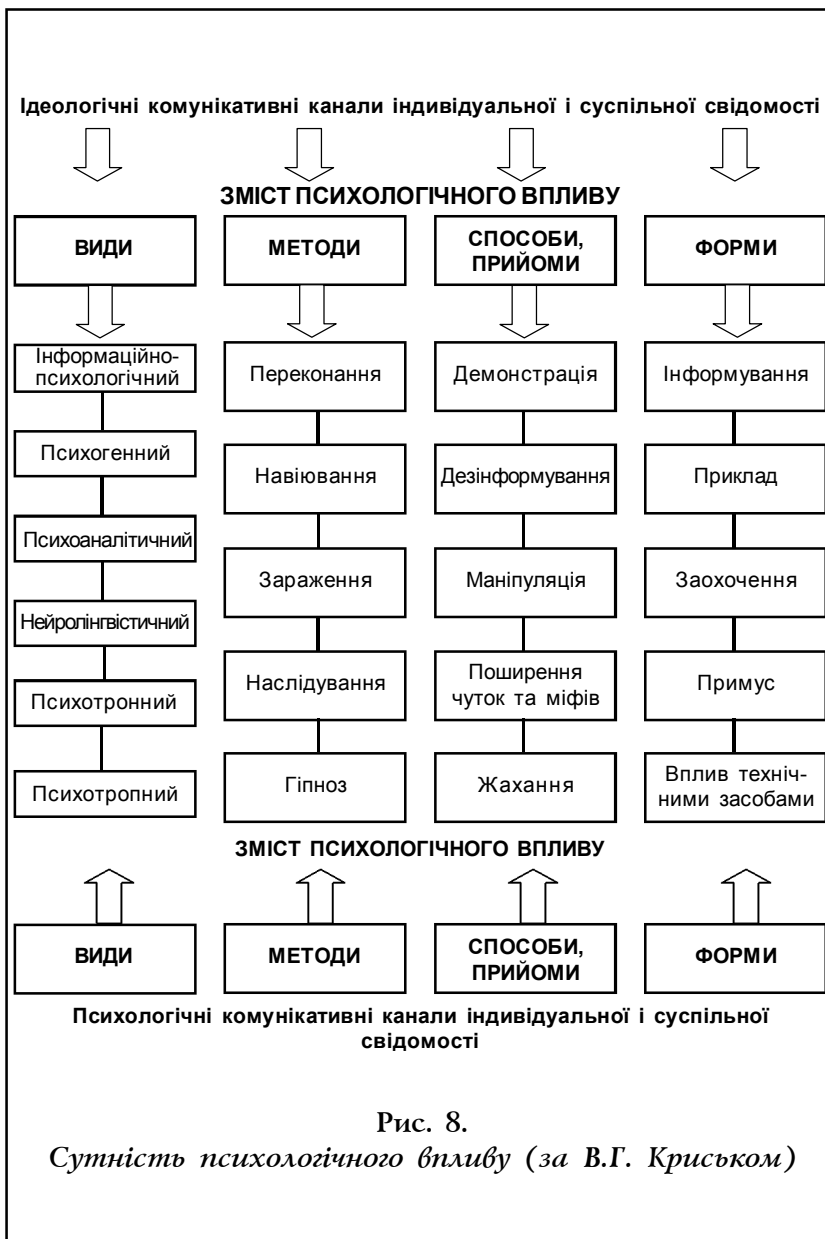 Ідеологічні комунікативні канали індивідуальної і суспільної свідомості
ЗМІСТ ПСИХОЛОГІЧНОГО ВПЛИВУ
ВИДИ
МЕТОДИ
СПОСОБИ,
ПРИЙОМИ
ФОРМИ
Інформаційно-
психологічний
Переконання
Демонстрація
Інформування
Психогенний
Навіювання
Дезінформування
Приклад
Психоаналітичний
Зараження
Маніпуляція
Заохочення
Нейролінгвістичний
Наслідування
Поширення
чуток та міфів
Примус
Психотронний
Психотропний
Гіпноз
Жахання
Вплив техніч-
ними засобами
ЗМІСТ ПСИХОЛОГІЧНОГО ВПЛИВУ
ВИДИ
МЕТОДИ
СПОСОБИ,
ПРИЙОМИ
ФОРМИ
Психологічні комунікативні канали індивідуальної і суспільної
свідомості
Рис. 8.
Сутність психологічного впливу (за В.Г. Криськом)